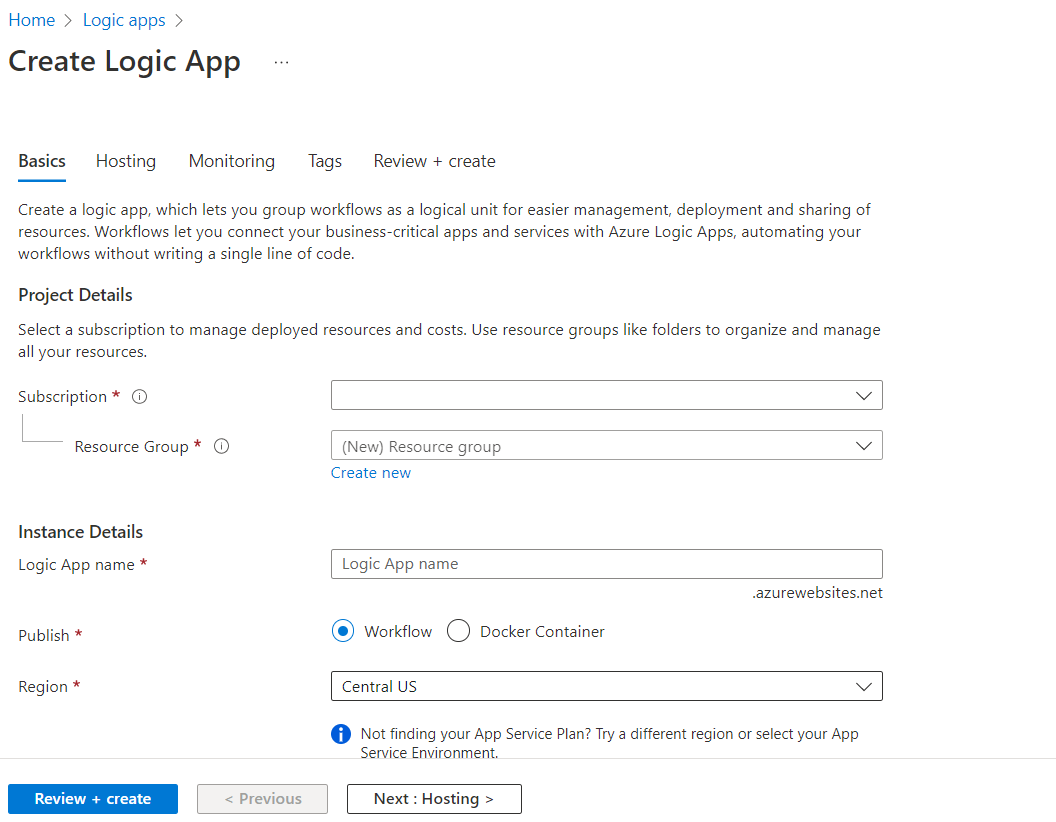 Home > Logic apps >
Create Logic App ...
Basics Hosting Monitoring Tags Review + create
Create a logic app, which lets you group workflows as a logical unit for easier management, deployment and sharing of
resources. Workflows let you connect your business-critical apps and services with Azure Logic Apps, automating your
workflows without writing a single line of code.
Project Details
Select a subscription to manage deployed resources and costs. Use resource groups like folders to organize and manage
all your resources.
Subscription *
Resource Group * (New) Resource group
Create new
Instance Details
Logic App name * Logic App name
.azurewebsites.net
Publish * Workflow Docker Container
Region * Central US
Not finding your App Service Plan? Try a different region or select your App
Service Environment.
Review + create < Previous Next : Hosting >